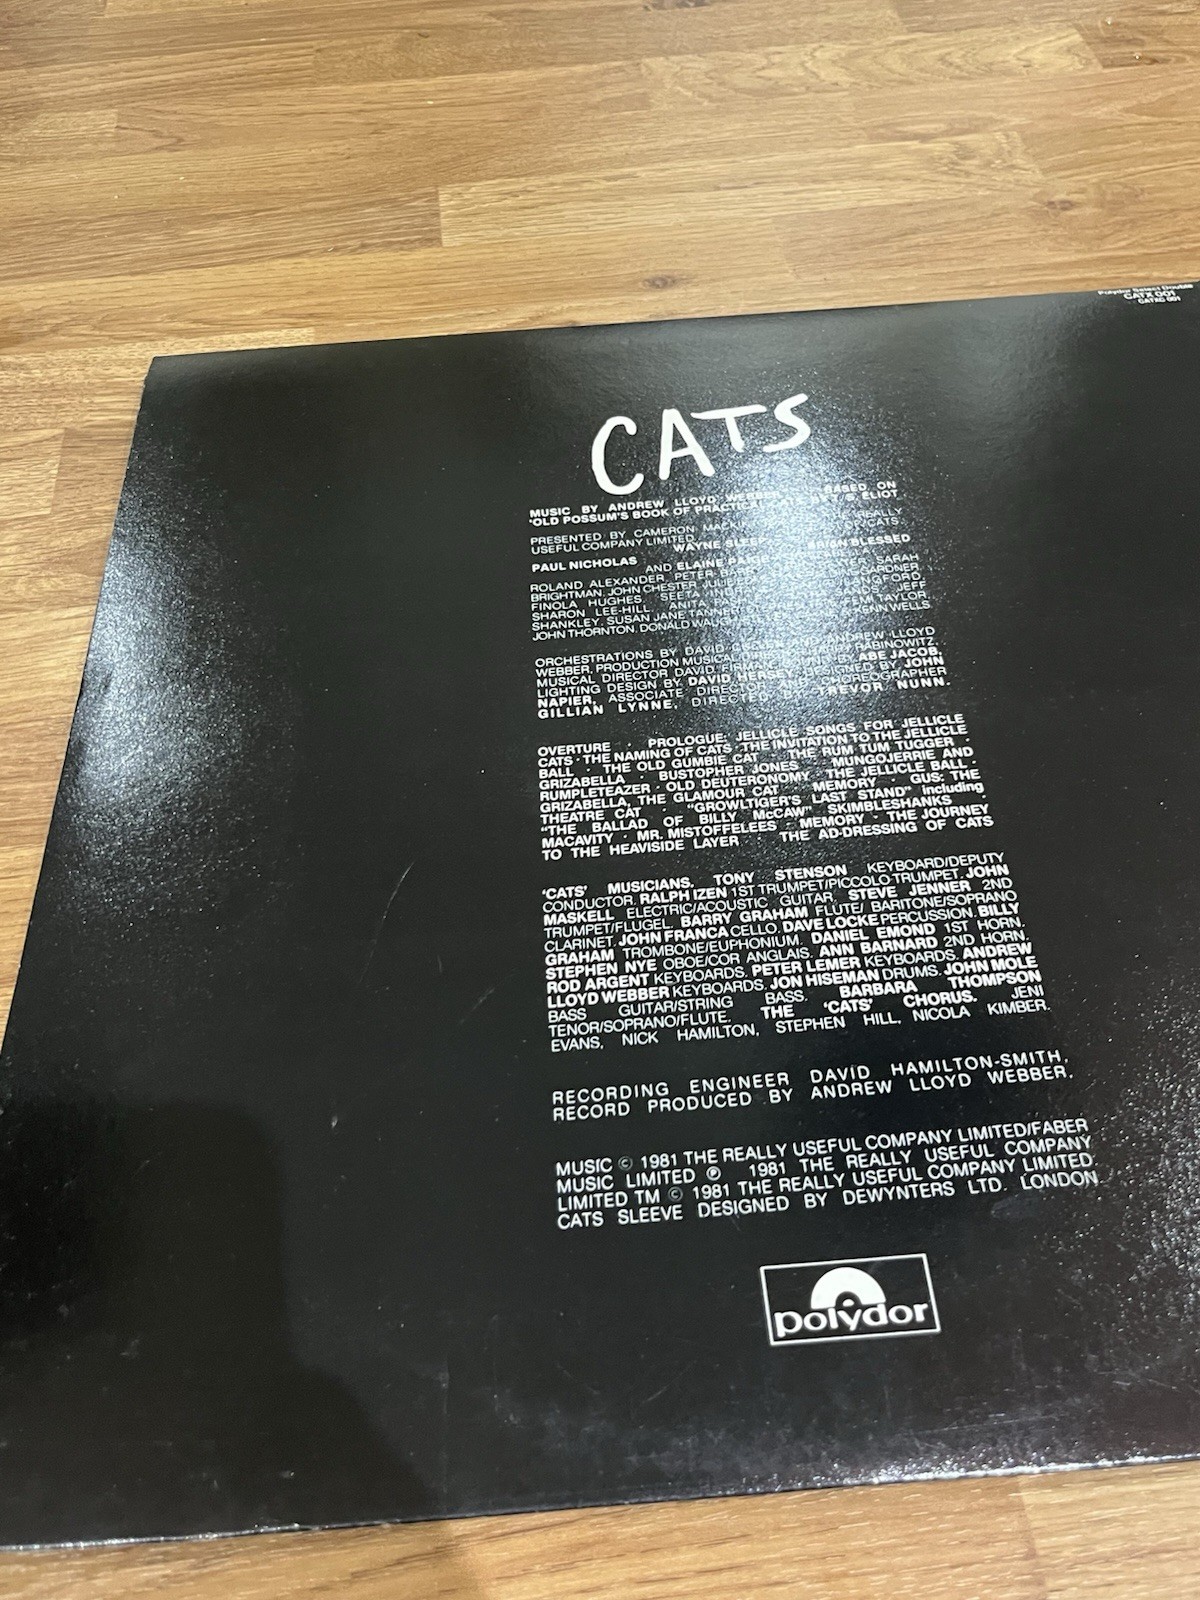 Polydor Select Double
CATX 001
CATXC 001
CATS
MUSIC BY ANDREW LLOYD WEBBER BASED ON
'OLD POSSUM'S BOOK OF PRACTICAL ELIOT
PRESENTED BY CAMERON REALLY
USEFUL COMPANY LIMITED
WAYNE SLEEP BRIAN BLESSED
PAUL NICHOLAS AND ELAINE
ROLAND ALEXANDER, PETER SARAH
BRIGHTMAN, JOHN CHESTER GARDNER,
FINOLA HUGHES, SEETA LANGFORD,
SHARON LEE-HILL, ANITA JEFF
SHANKLEY, SUSAN JANE TANNER, TAYLOR
JOHN THORNTON, DONALD KENN WELLS.
ORCHESTRATIONS BY DAVID ANDREW LLOYD
WEBBER, PRODUCTION MUSICAL RABINOWITZ,
MUSICAL DIRECTOR DAVID FIRMAN, BY ABE JACOB,
LIGHTING DESIGN BY DAVID HERSEY, DESIGNED BY JOHN
NAPIER, ASSOCIATE DIRECTOR CHOREOGRAPHER
GILLIAN LYNNE, DIRECTED BY TREVOR NUNN.
OVERTURE · PROLOGUE: JELLICLE SONGS FOR JELLICLE
CATS · THE NAMING OF CATS · THE INVITATION TO THE JELLICLE
BALL · THE OLD GUMBIE CAT · THE RUM TUM TUGGER ·
GRIZABELLA · BUSTOPHER JONES · MUNGOJERRIE AND
RUMPLETEAZER · OLD DEUTERONOMY · THE JELLICLE BALL ·
GRIZABELLA, THE GLAMOUR CAT · MEMORY · GUS: THE
THEATRE CAT · "GROWLTIGER'S LAST STAND" including
"THE BALLAD OF BILLY McCAW" · SKIMBLESHANKS ·
MACAVITY · MR. MISTOFFELEES · MEMORY · THE JOURNEY
TO THE HEAVISIDE LAYER · THE AD-DRESSING OF CATS
'CATS' MUSICIANS, TONY STENSON KEYBOARD/DEPUTY
CONDUCTOR, RALPH IZEN 1ST TRUMPET/PICCOLO TRUMPET, JOHN
MASKELL ELECTRIC/ACOUSTIC GUITAR, STEVE JENNER 2ND
TRUMPET/FLUGEL, BARRY GRAHAM FLUTE/ BARITONE/SOPRANO
CLARINET, JOHN FRANCA CELLO, DAVE LOCKE PERCUSSION, BILLY
GRAHAM TROMBONE/EUPHONIUM, DANIEL EMOND 1ST HORN,
STEPHEN NYE OBOE/COR ANGLAIS, ANN BARNARD 2ND HORN,
ROD ARGENT KEYBOARDS, PETER LEMER KEYBOARDS, ANDREW
LLOYD WEBBER KEYBOARDS, JON HISEMAN DRUMS, JOHN MOLE
BASS GUITAR/STRING BASS, BARBARA THOMPSON
TENOR/SOPRANO/FLUTE. THE 'CATS' CHORUS, JENI
EVANS, NICK HAMILTON, STEPHEN HILL, NICOLA KIMBER.
RECORDING ENGINEER DAVID HAMILTON-SMITH,
RECORD PRODUCED BY ANDREW LLOYD WEBBER.
MUSIC © 1981 THE REALLY USEFUL COMPANY LIMITED/FABER
MUSIC LIMITED ℗ 1981 THE REALLY USEFUL COMPANY
LIMITED TM © 1981 THE REALLY USEFUL COMPANY LIMITED
CATS SLEEVE DESIGNED BY DEWYNTERS LTD. LONDON
polydor